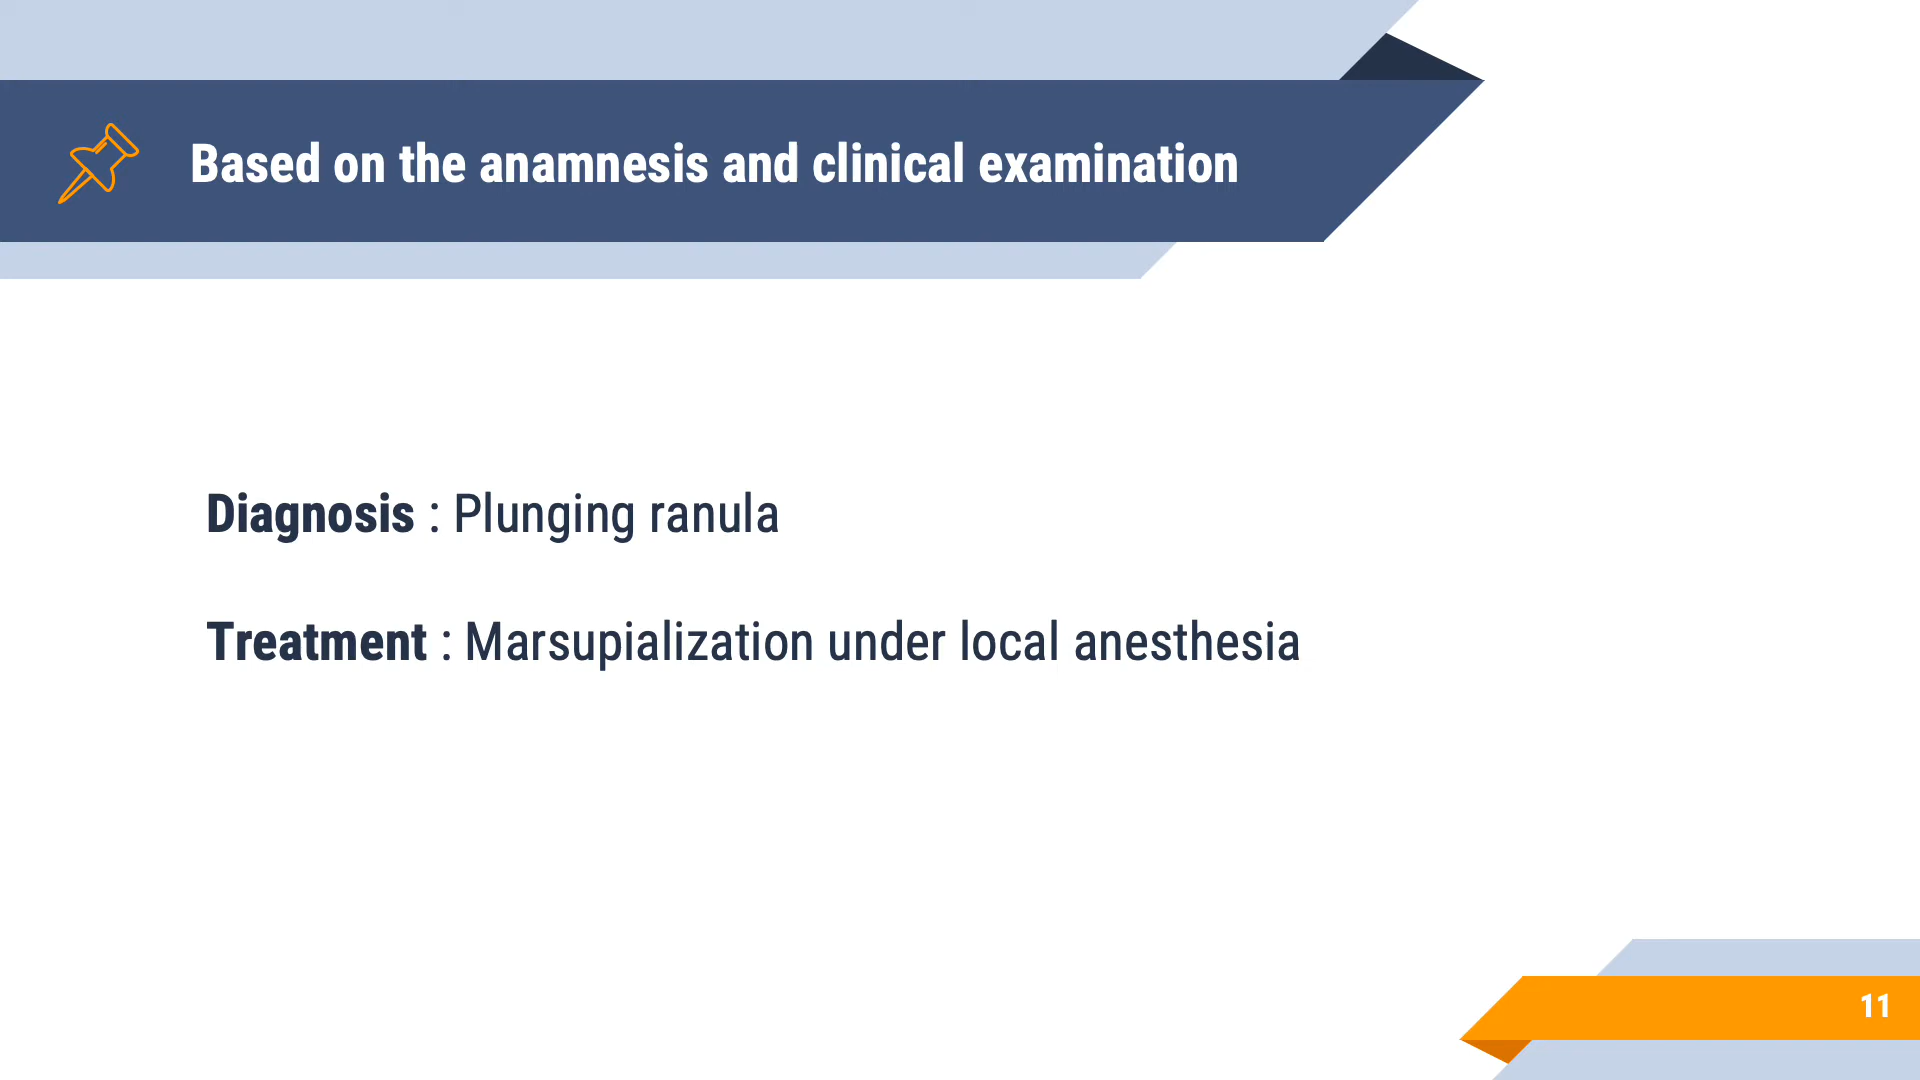 Based on the anamnesis and clinical examination
Diagnosis : Plunging ranula
Treatment : Marsupialization under local anesthesia
11